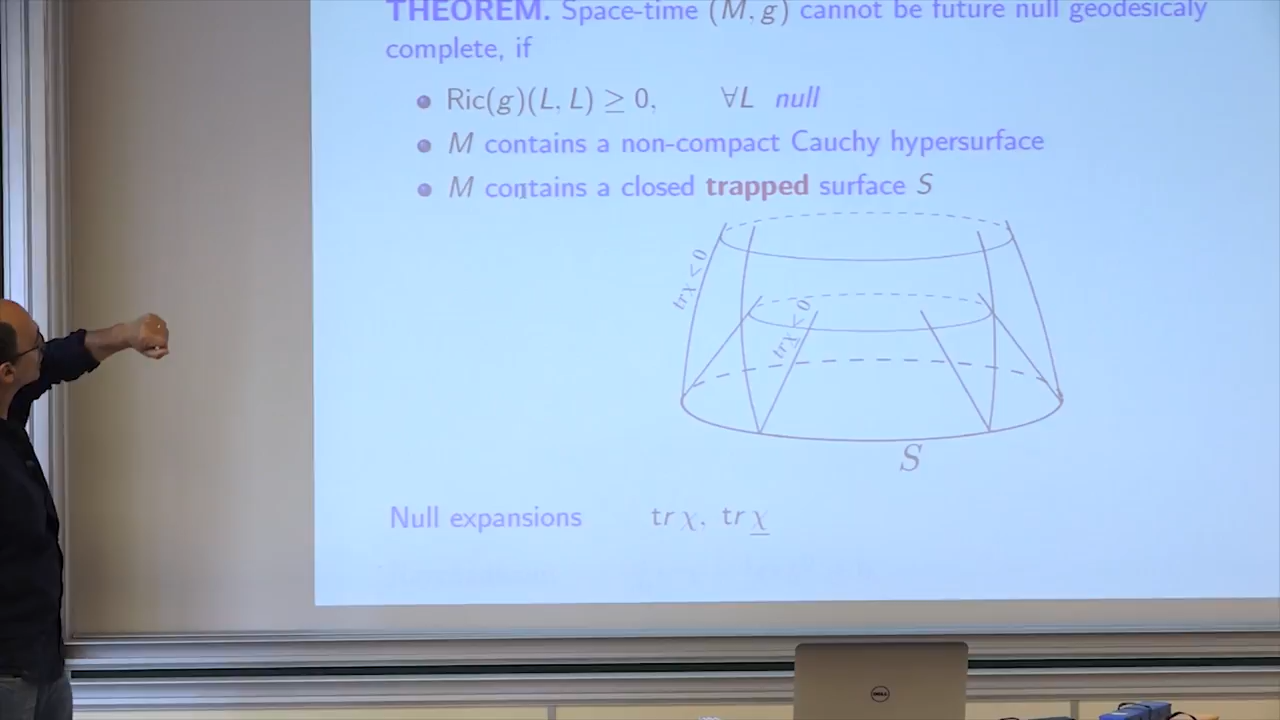 THEOREM. Space-time (M, g) cannot be future null geodesicaly
complete, if
Ric(g)(L, L) ≥ 0,   ∀L null
M contains a non-compact Cauchy hypersurface
M contains a closed trapped surface S
trχ < 0
trχ̲ < 0
S
Null expansions   trχ, trχ̲
DELL